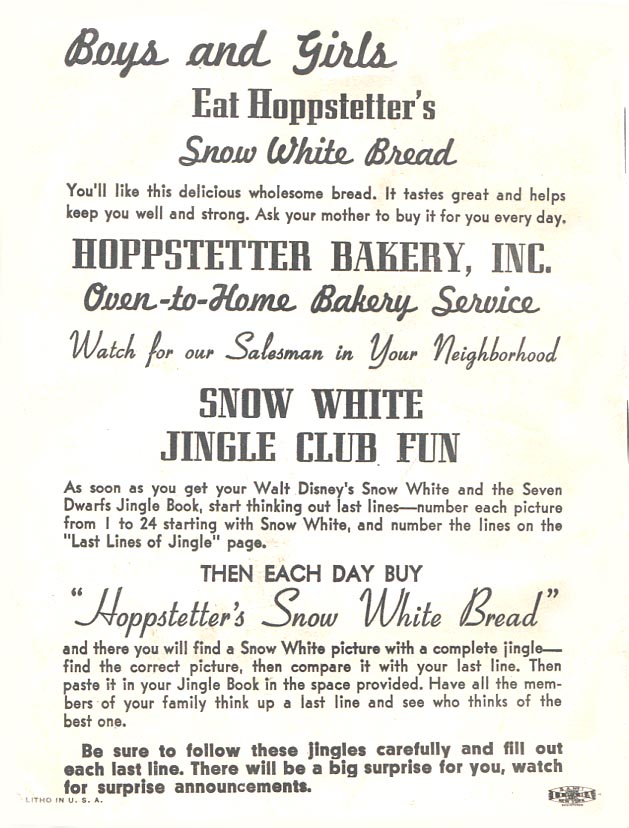 Boys and Girls
Eat Hoppstetter's
Snow White Bread
You'll like this delicious wholesome bread. It tastes great and helps
keep you well and strong. Ask your mother to buy it for you every day.
HOPPSTETTER BAKERY, INC.
Oven-to-Home Bakery Service
Watch for our Salesman in Your Neighborhood
SNOW WHITE
JINGLE CLUB FUN
As soon as you get your Walt Disney's Snow White and the Seven
Dwarfs Jingle Book, start thinking out last lines—number each picture
from 1 to 24 starting with Snow White, and number the lines on the
"Last Lines of Jingle" page.
THEN EACH DAY BUY
"Hoppstetter's Snow White Bread"
and there you will find a Snow White picture with a complete jingle—
find the correct picture, then compare it with your last line. Then
paste it in your Jingle Book in the space provided. Have all the mem-
bers of your family think up a last line and see who thinks of the
best one.
Be sure to follow these jingles carefully and fill out
each last line. There will be a big surprise for you, watch
for surprise announcements.
LITHO IN U. S. A.